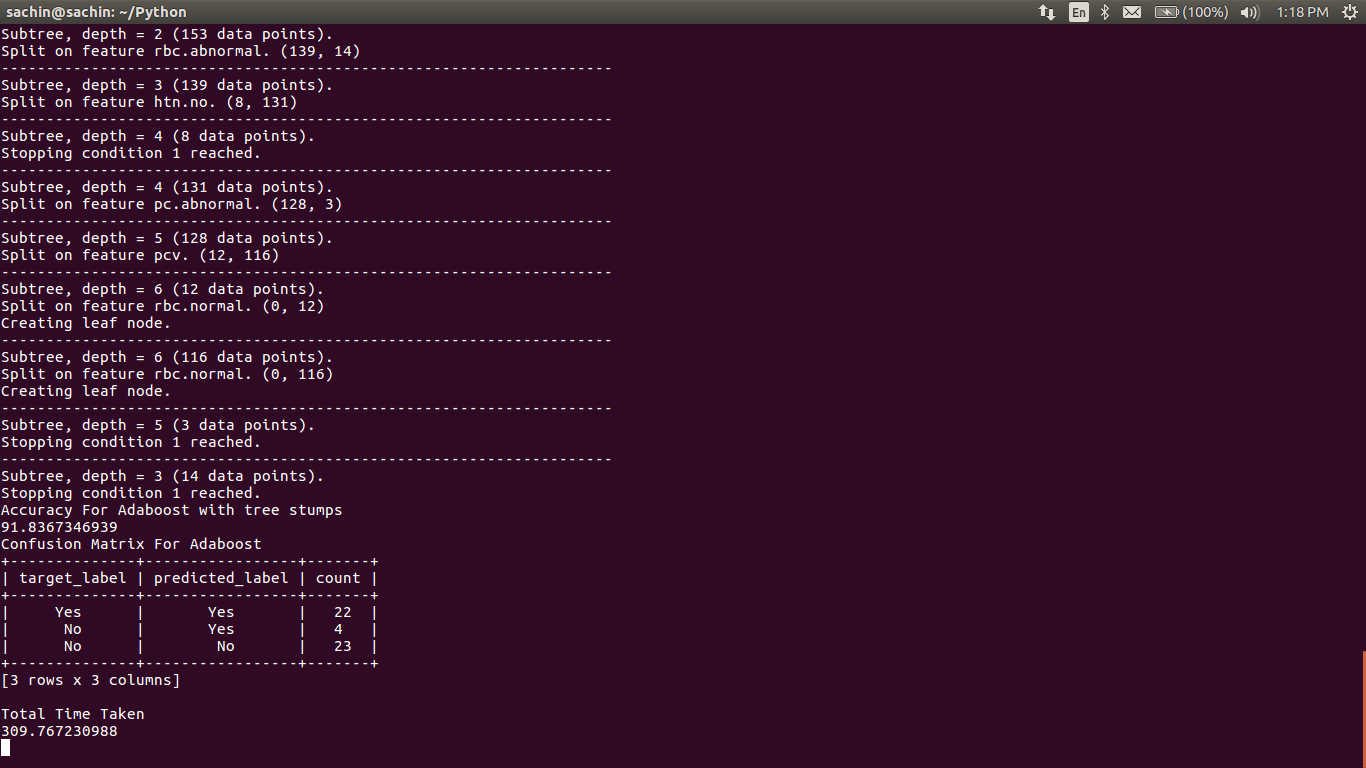 sachin@sachin: ~/Python En (100%) 1:18 PM
Subtree, depth = 2 (153 data points).
Split on feature rbc.abnormal. (139, 14)
--------------------------------------------------------------------
Subtree, depth = 3 (139 data points).
Split on feature htn.no. (8, 131)
--------------------------------------------------------------------
Subtree, depth = 4 (8 data points).
Stopping condition 1 reached.
--------------------------------------------------------------------
Subtree, depth = 4 (131 data points).
Split on feature pc.abnormal. (128, 3)
--------------------------------------------------------------------
Subtree, depth = 5 (128 data points).
Split on feature pcv. (12, 116)
--------------------------------------------------------------------
Subtree, depth = 6 (12 data points).
Split on feature rbc.normal. (0, 12)
Creating leaf node.
--------------------------------------------------------------------
Subtree, depth = 6 (116 data points).
Split on feature rbc.normal. (0, 116)
Creating leaf node.
--------------------------------------------------------------------
Subtree, depth = 5 (3 data points).
Stopping condition 1 reached.
--------------------------------------------------------------------
Subtree, depth = 3 (14 data points).
Stopping condition 1 reached.
Accuracy For Adaboost with tree stumps
91.8367346939
Confusion Matrix For Adaboost
+--------------+-----------------+-------+
| target_label | predicted_label | count |
+--------------+-----------------+-------+
|     Yes      |       Yes       |   22  |
|      No      |       Yes       |   4   |
|      No      |        No       |   23  |
+--------------+-----------------+-------+
[3 rows x 3 columns]
Total Time Taken
309.767230988